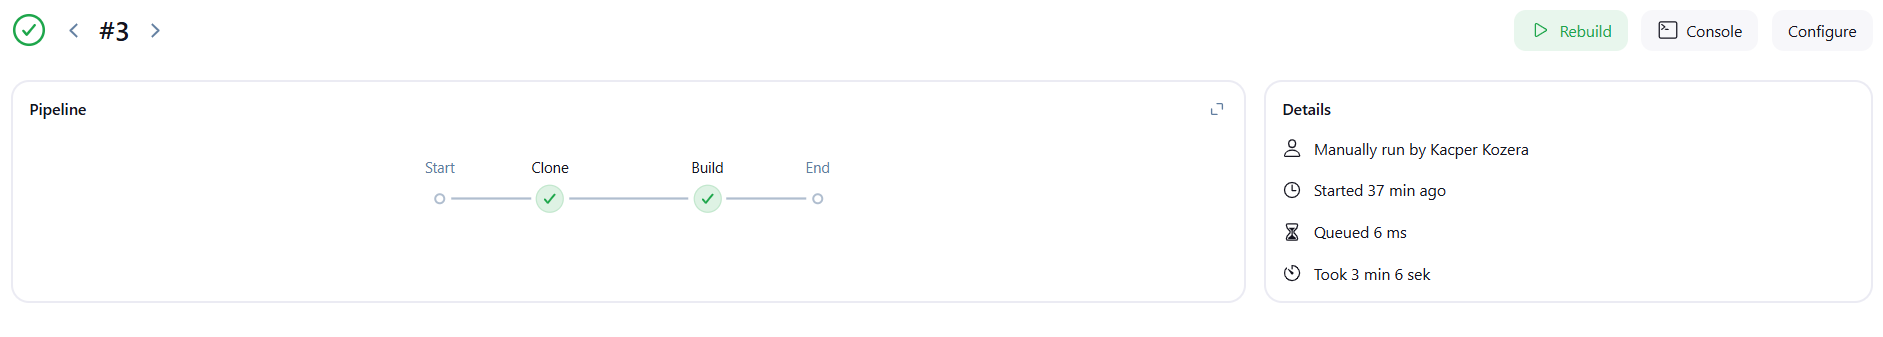 #3
Rebuild
Console
Configure
Pipeline
Start
Clone
Build
End
Details
Manually run by Kacper Kozera
Started 37 min ago
Queued 6 ms
Took 3 min 6 sek